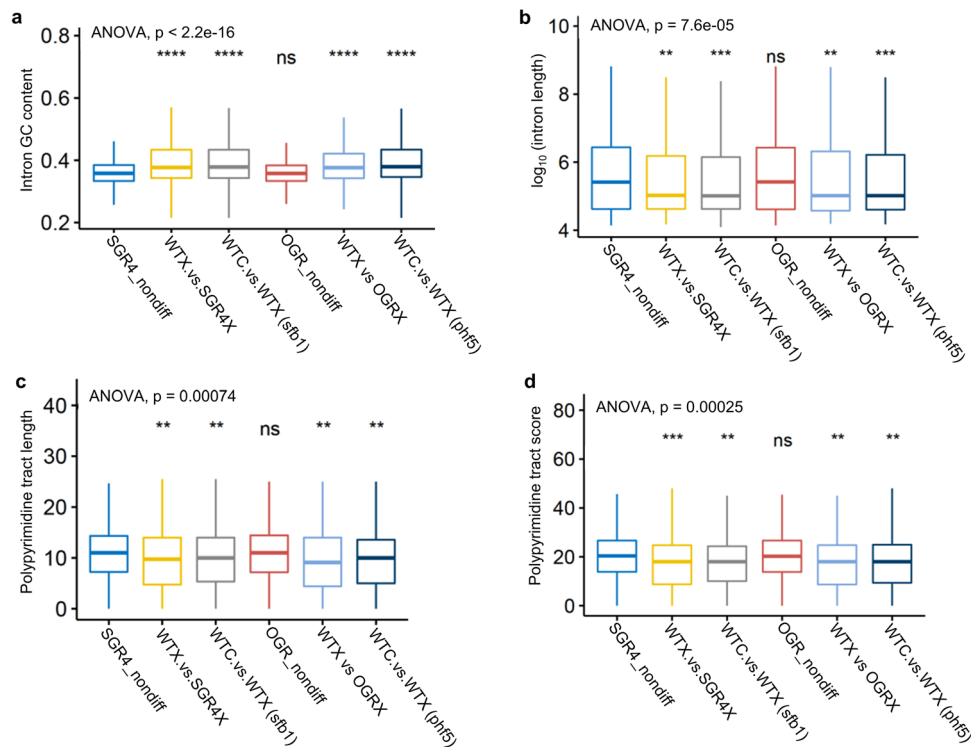 a
ANOVA, p < 2.2e-16
**** **** ns **** ****
Intron GC content
0.8
0.6
0.4
0.2
SGR4_nondiff
WTX.vs.SGR4X
WTC.vs.WTX (sfb1)
OGR_nondiff
WTX vs OGRX
WTC.vs.WTX (phf5)
b
ANOVA, p = 7.6e-05
** *** ns ** ***
log10 (intron length)
10
8
6
4
SGR4_nondiff
WTX.vs.SGR4X
WTC.vs.WTX (sfb1)
OGR_nondiff
WTX vs OGRX
WTC.vs.WTX (phf5)
c
ANOVA, p = 0.00074
** ** ns ** **
Polypyrimidine tract length
40
30
20
10
0
SGR4_nondiff
WTX.vs.SGR4X
WTC.vs.WTX (sfb1)
OGR_nondiff
WTX vs OGRX
WTC.vs.WTX (phf5)
d
ANOVA, p = 0.00025
*** ** ns ** **
Polypyrimidine tract score
80
60
40
20
0
SGR4_nondiff
WTX.vs.SGR4X
WTC.vs.WTX (sfb1)
OGR_nondiff
WTX vs OGRX
WTC.vs.WTX (phf5)